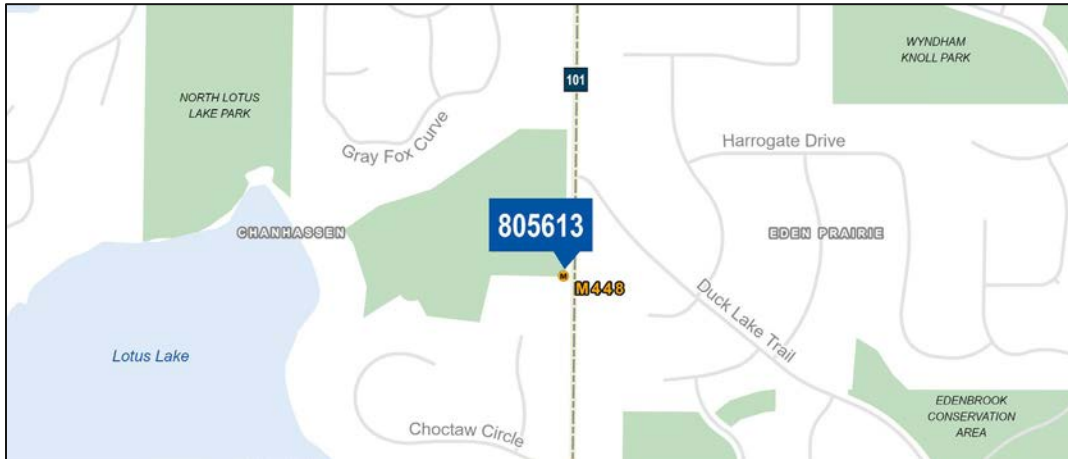 WYNDHAM
KNOLL PARK
101
NORTH LOTUS
LAKE PARK
Harrogate Drive
Gray Fox Curve
805613
CHANHASSEN
EDEN PRAIRIE
M
M448
Duck Lake Trail
Lotus Lake
EDENBROOK
CONSERVATION
AREA
Choctaw Circle